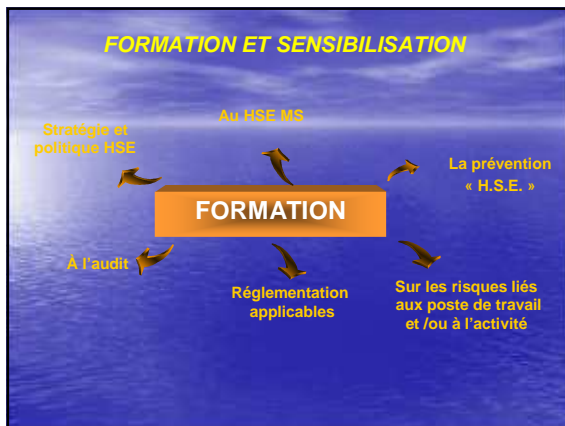 FORMATION ET SENSIBILISATION
Au HSE MS
Stratégie et
politique HSE
La prévention
« H.S.E. »
FORMATION
À l'audit
Réglementation
applicables
Sur les risques liés
aux poste de travail
et /ou à l'activité